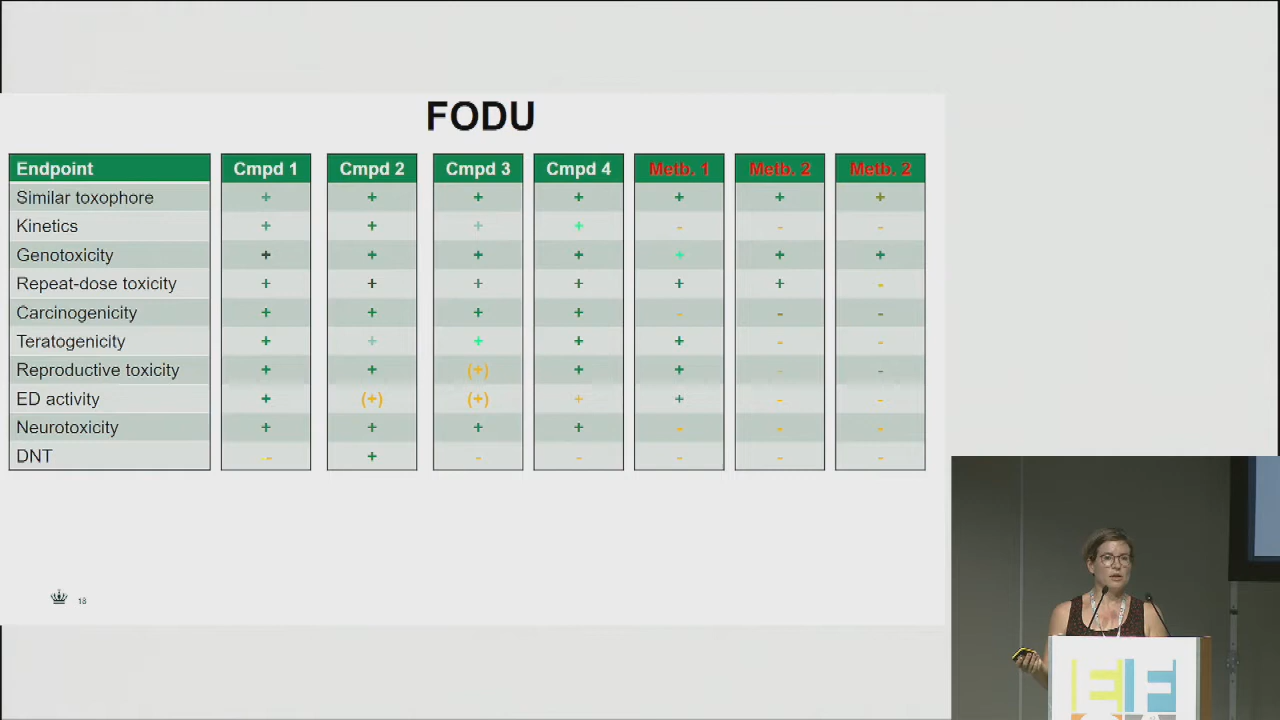 FODU
Endpoint Cmpd 1 Cmpd 2 Cmpd 3 Cmpd 4 Metb. 1 Metb. 2 Metb. 2
Similar toxophore + + + + + + +
Kinetics + + + + - - -
Genotoxicity + + + + + + +
Repeat-dose toxicity + + + + + + -
Carcinogenicity + + + + - - -
Teratogenicity + + + + + - -
Reproductive toxicity + + (+) + + - -
ED activity + (+) (+) + + - -
Neurotoxicity + + + + - - -
DNT - + - - - - -
18